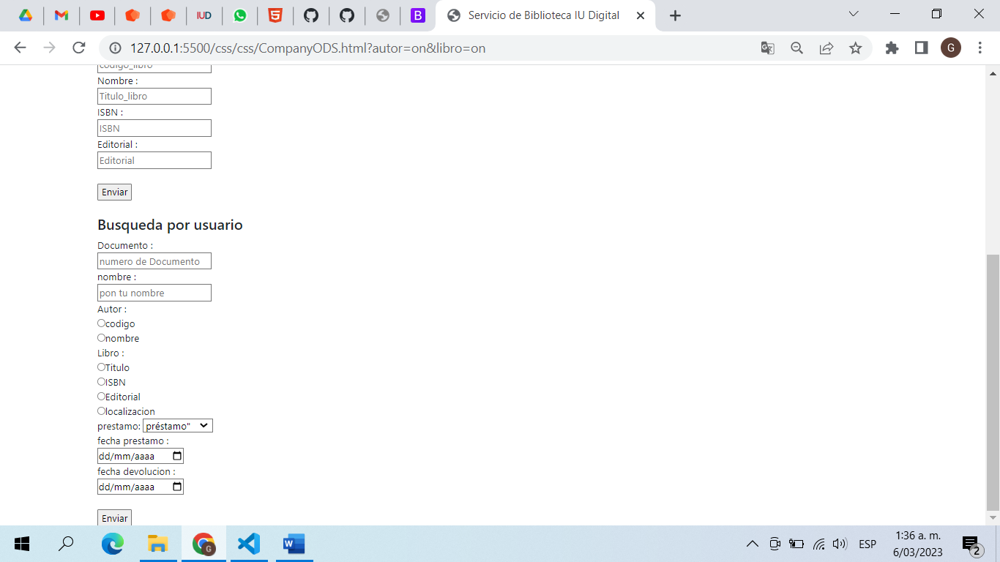 IUD
Servicio de Biblioteca IU Digital
127.0.0.1:5500/css/css/CompanyODS.html?autor=on&libro=on
G
codigo_libro
Nombre :
Titulo_libro
ISBN :
ISBN
Editorial :
Editorial
Enviar
Busqueda por usuario
Documento :
numero de Documento
nombre :
pon tu nombre
Autor :
codigo
nombre
Libro :
Titulo
ISBN
Editorial
localizacion
prestamo: préstamo"
fecha prestamo :
dd/mm/aaaa
fecha devolucion :
dd/mm/aaaa
Enviar
ESP
1:36 a. m.
6/03/2023
2